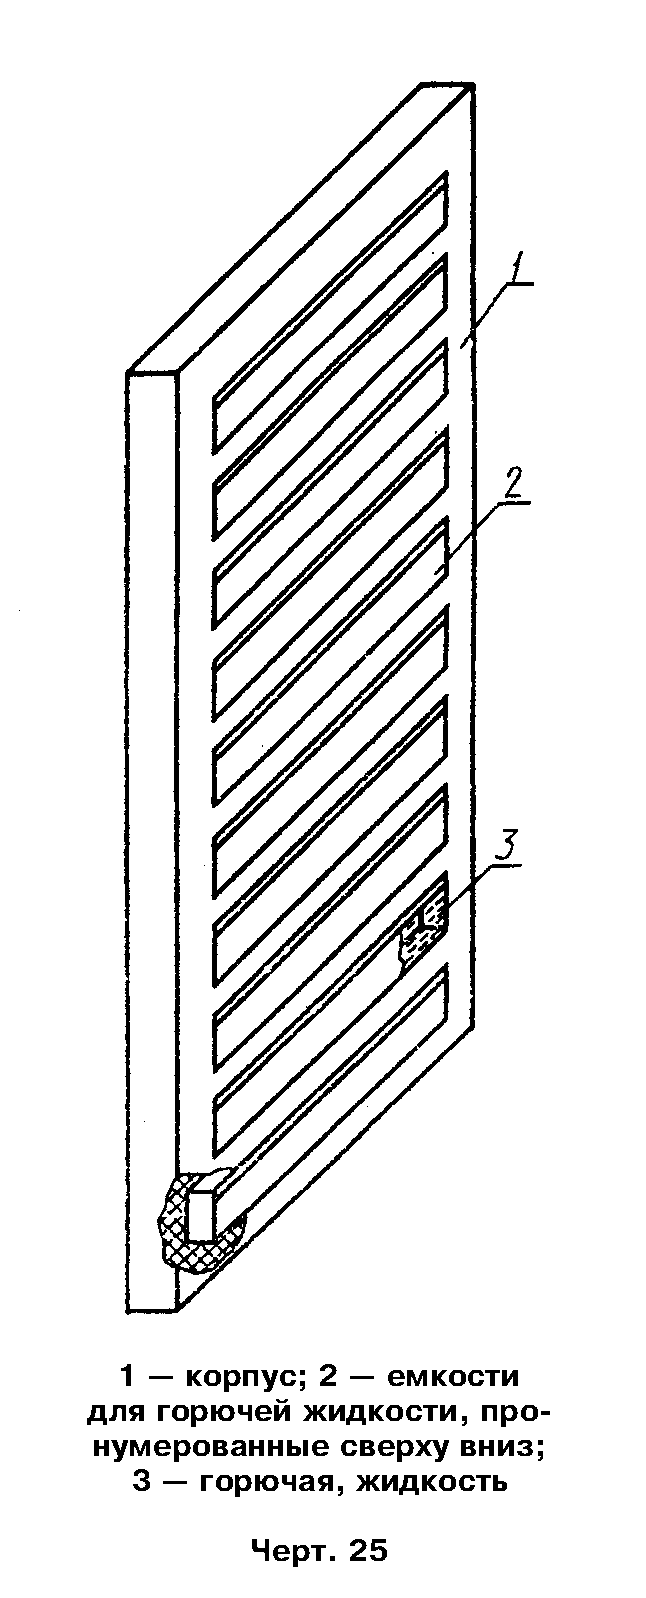 1
2
3
1 — корпус; 2 — емкости
для горючей жидкости, про-
нумерованные сверху вниз;
3 — горючая, жидкость
Черт. 25